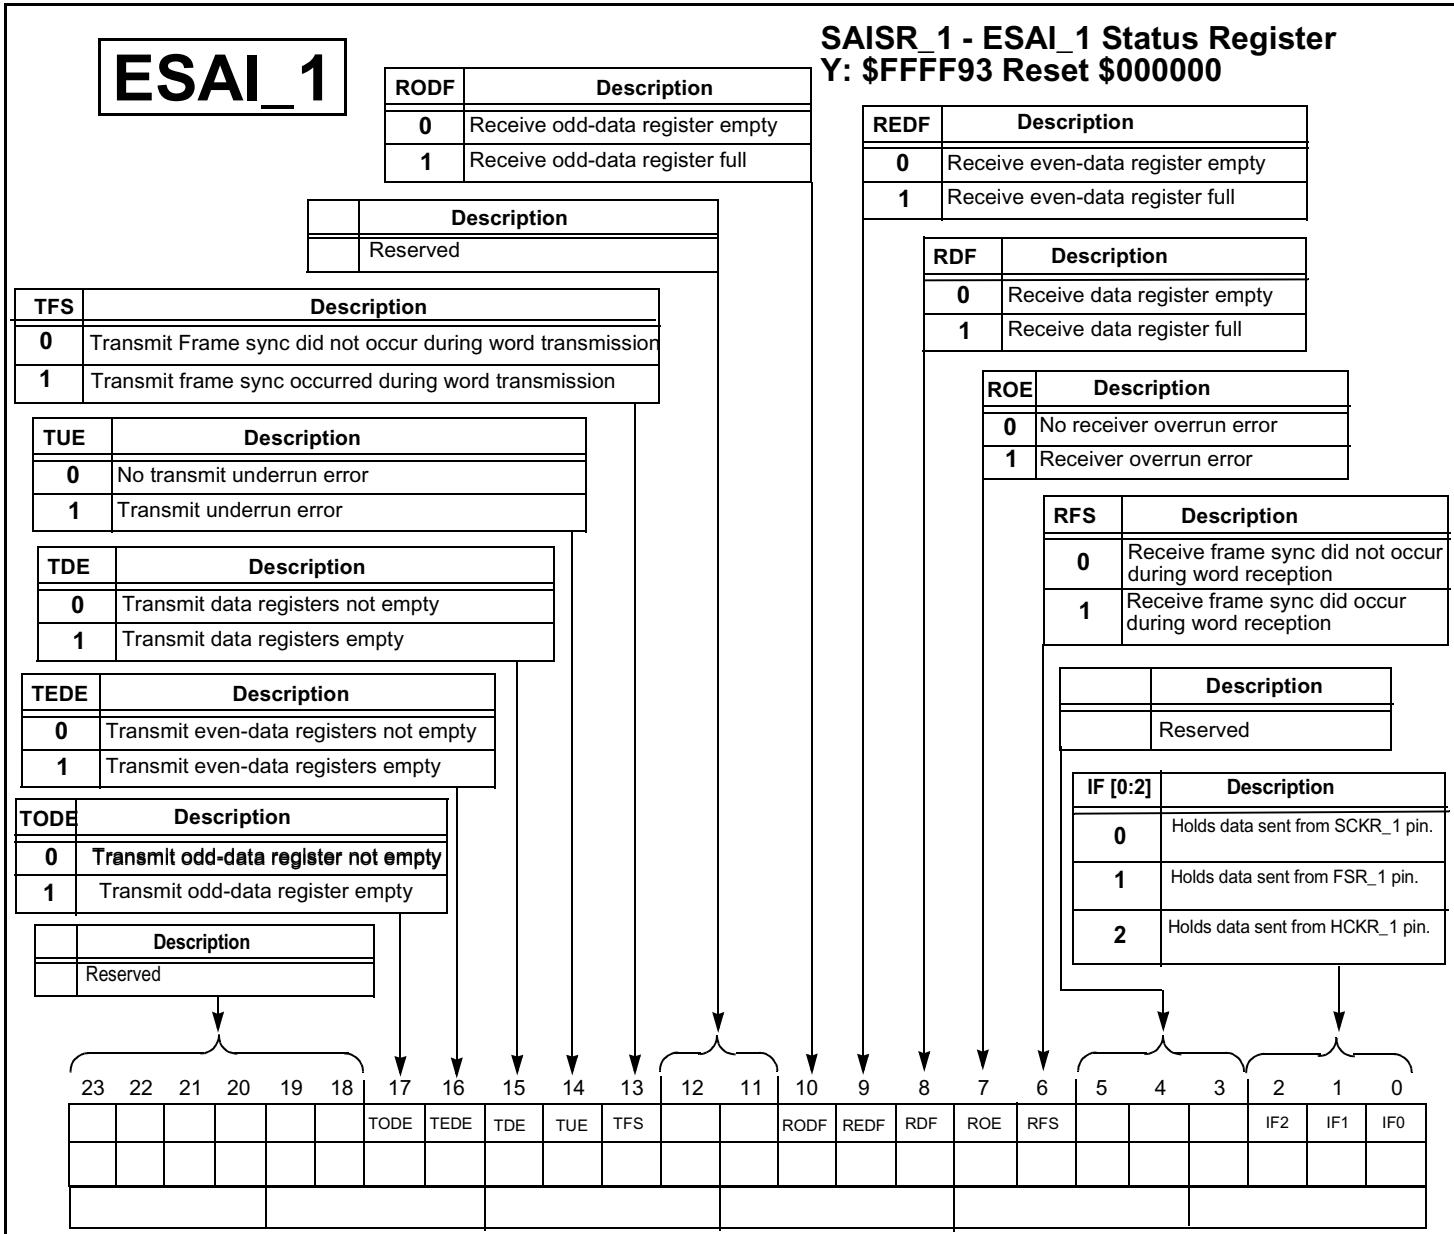 ESAI_1
SAISR_1 - ESAI_1 Status Register
Y: $FFFF93 Reset $000000
RODF Description
0 Receive odd-data register empty
1 Receive odd-data register full
REDF Description
0 Receive even-data register empty
1 Receive even-data register full
Description
Reserved
RDF Description
0 Receive data register empty
1 Receive data register full
TFS Description
0 Transmit Frame sync did not occur during word transmission
1 Transmit frame sync occurred during word transmission
ROE Description
0 No receiver overrun error
1 Receiver overrun error
TUE Description
0 No transmit underrun error
1 Transmit underrun error
RFS Description
0 Receive frame sync did not occur
during word reception
1 Receive frame sync did occur
during word reception
TDE Description
0 Transmit data registers not empty
1 Transmit data registers empty
Description
Reserved
TEDE Description
0 Transmit even-data registers not empty
1 Transmit even-data registers empty
IF [0:2] Description
0 Holds data sent from SCKR_1 pin.
1 Holds data sent from FSR_1 pin.
2 Holds data sent from HCKR_1 pin.
TODE Description
0 Transmit odd-data register not empty
1 Transmit odd-data register empty
Description
Reserved
23 22 21 20 19 18 17 16 15 14 13 12 11 10 9 8 7 6 5 4 3 2 1 0
TODE TEDE TDE TUE TFS RODF REDF RDF ROE RFS IF2 IF1 IF0